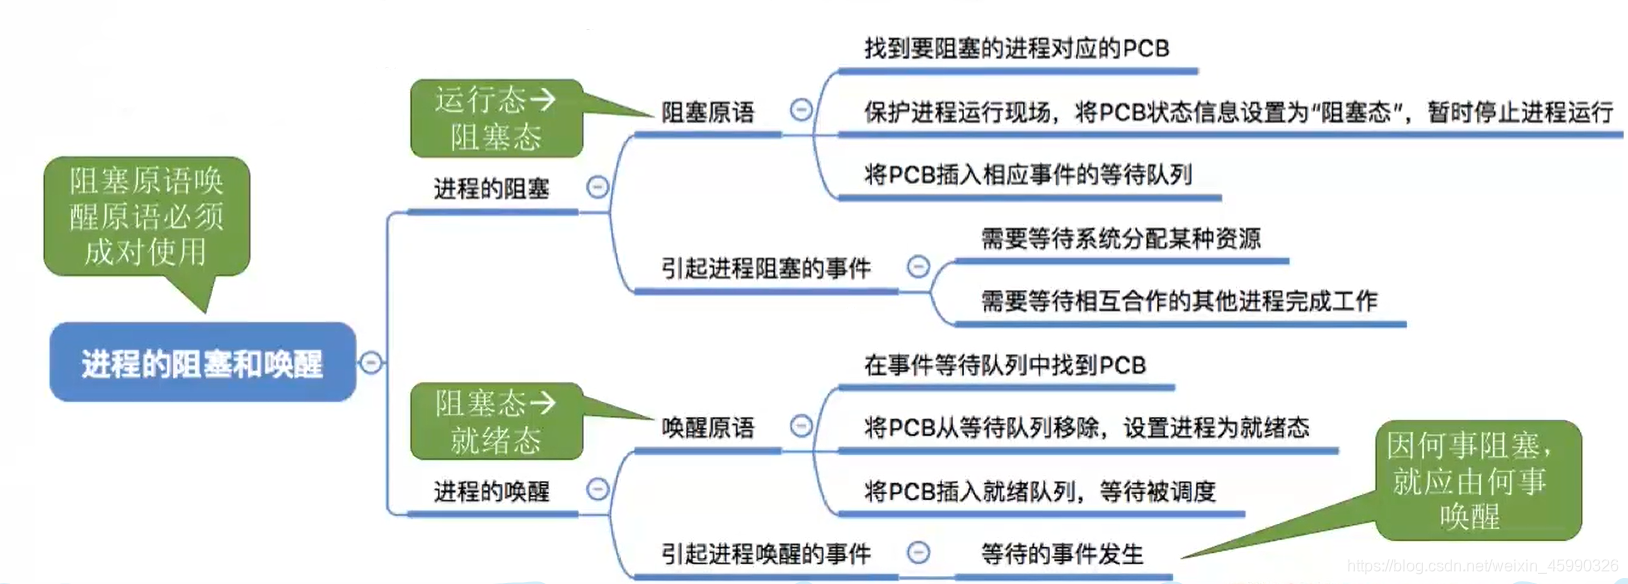 找到要阻塞的进程对应的PCB
运行态→
阻塞态
阻塞原语
保护进程运行现场，将PCB状态信息设置为“阻塞态”，暂时停止进程运行
将PCB插入相应事件的等待队列
进程的阻塞
阻塞原语唤
醒原语必须
成对使用
需要等待系统分配某种资源
引起进程阻塞的事件
需要等待相互合作的其他进程完成工作
进程的阻塞和唤醒
在事件等待队列中找到PCB
阻塞态→
就绪态
唤醒原语
将PCB从等待队列移除，设置进程为就绪态
将PCB插入就绪队列，等待被调度
进程的唤醒
因何事阻塞，
就应由何事
唤醒
引起进程唤醒的事件
等待的事件发生
https://blog.csdn.net/weixin_45990326